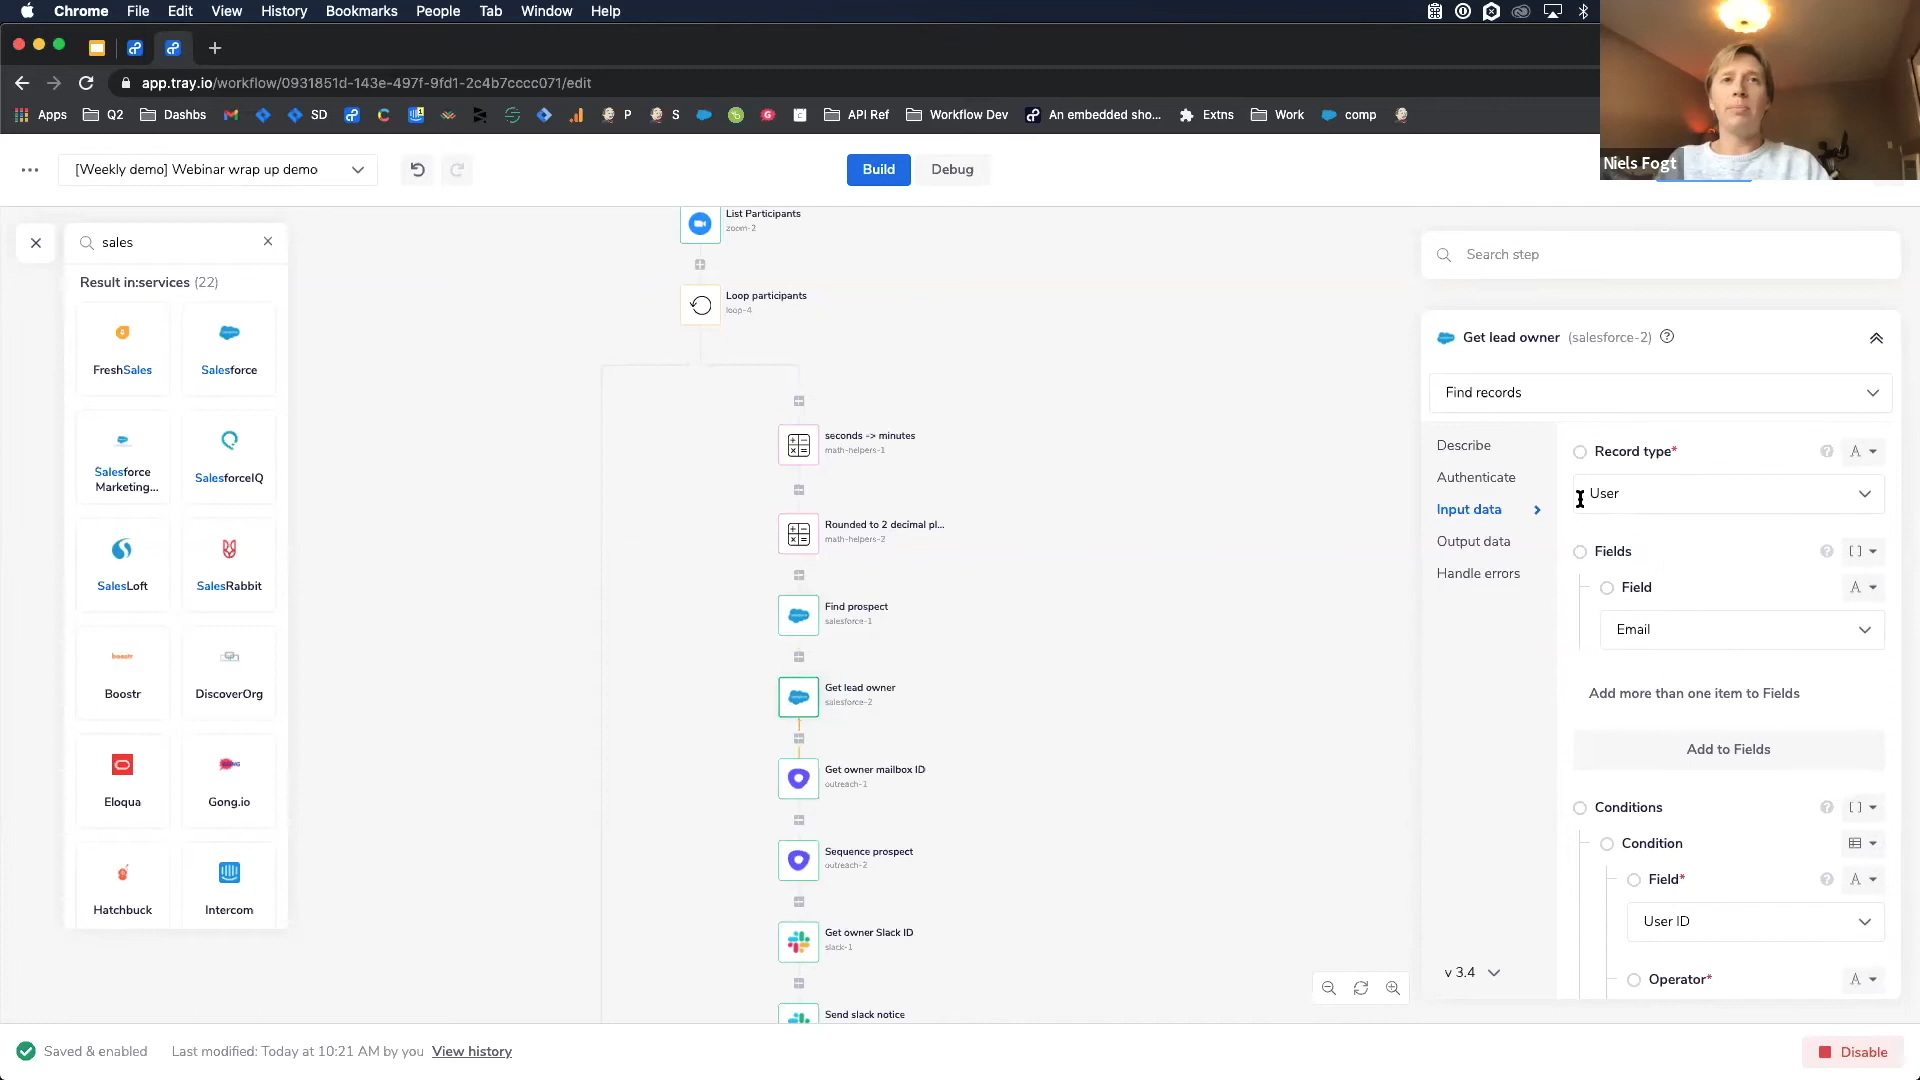 Chrome File Edit View History Bookmarks People Tab Window Help
app.tray.io/workflow/0931851d-143e-497f-9fd1-2c4b7cccc071/edit
Apps Q2 Dashbs SD P S API Ref Workflow Dev An embedded sho... Extns Work comp
Niels Fogt
[Weekly demo] Webinar wrap up demo
Build Debug
sales
Result in:services (22)
FreshSales
Salesforce
Salesforce Marketing...
SalesforceIQ
SalesLoft
SalesRabbit
Boostr
DiscoverOrg
Eloqua
Gong.io
Hatchbuck
Intercom
List Participants
zoom-2
Loop participants
loop-4
seconds -> minutes
math-helpers-1
Rounded to 2 decimal pl...
math-helpers-2
Find prospect
salesforce-1
Get lead owner
salesforce-2
Get owner mailbox ID
outreach-1
Sequence prospect
outreach-2
Get owner Slack ID
slack-1
Send slack notice
Search step
Get lead owner (salesforce-2)
Find records
Describe
Authenticate
Input data
Output data
Handle errors
v 3.4
Record type*
User
Fields
Field
Email
Add more than one item to Fields
Add to Fields
Conditions
Condition
Field*
User ID
Operator*
Saved & enabled Last modified: Today at 10:21 AM by you View history
Disable